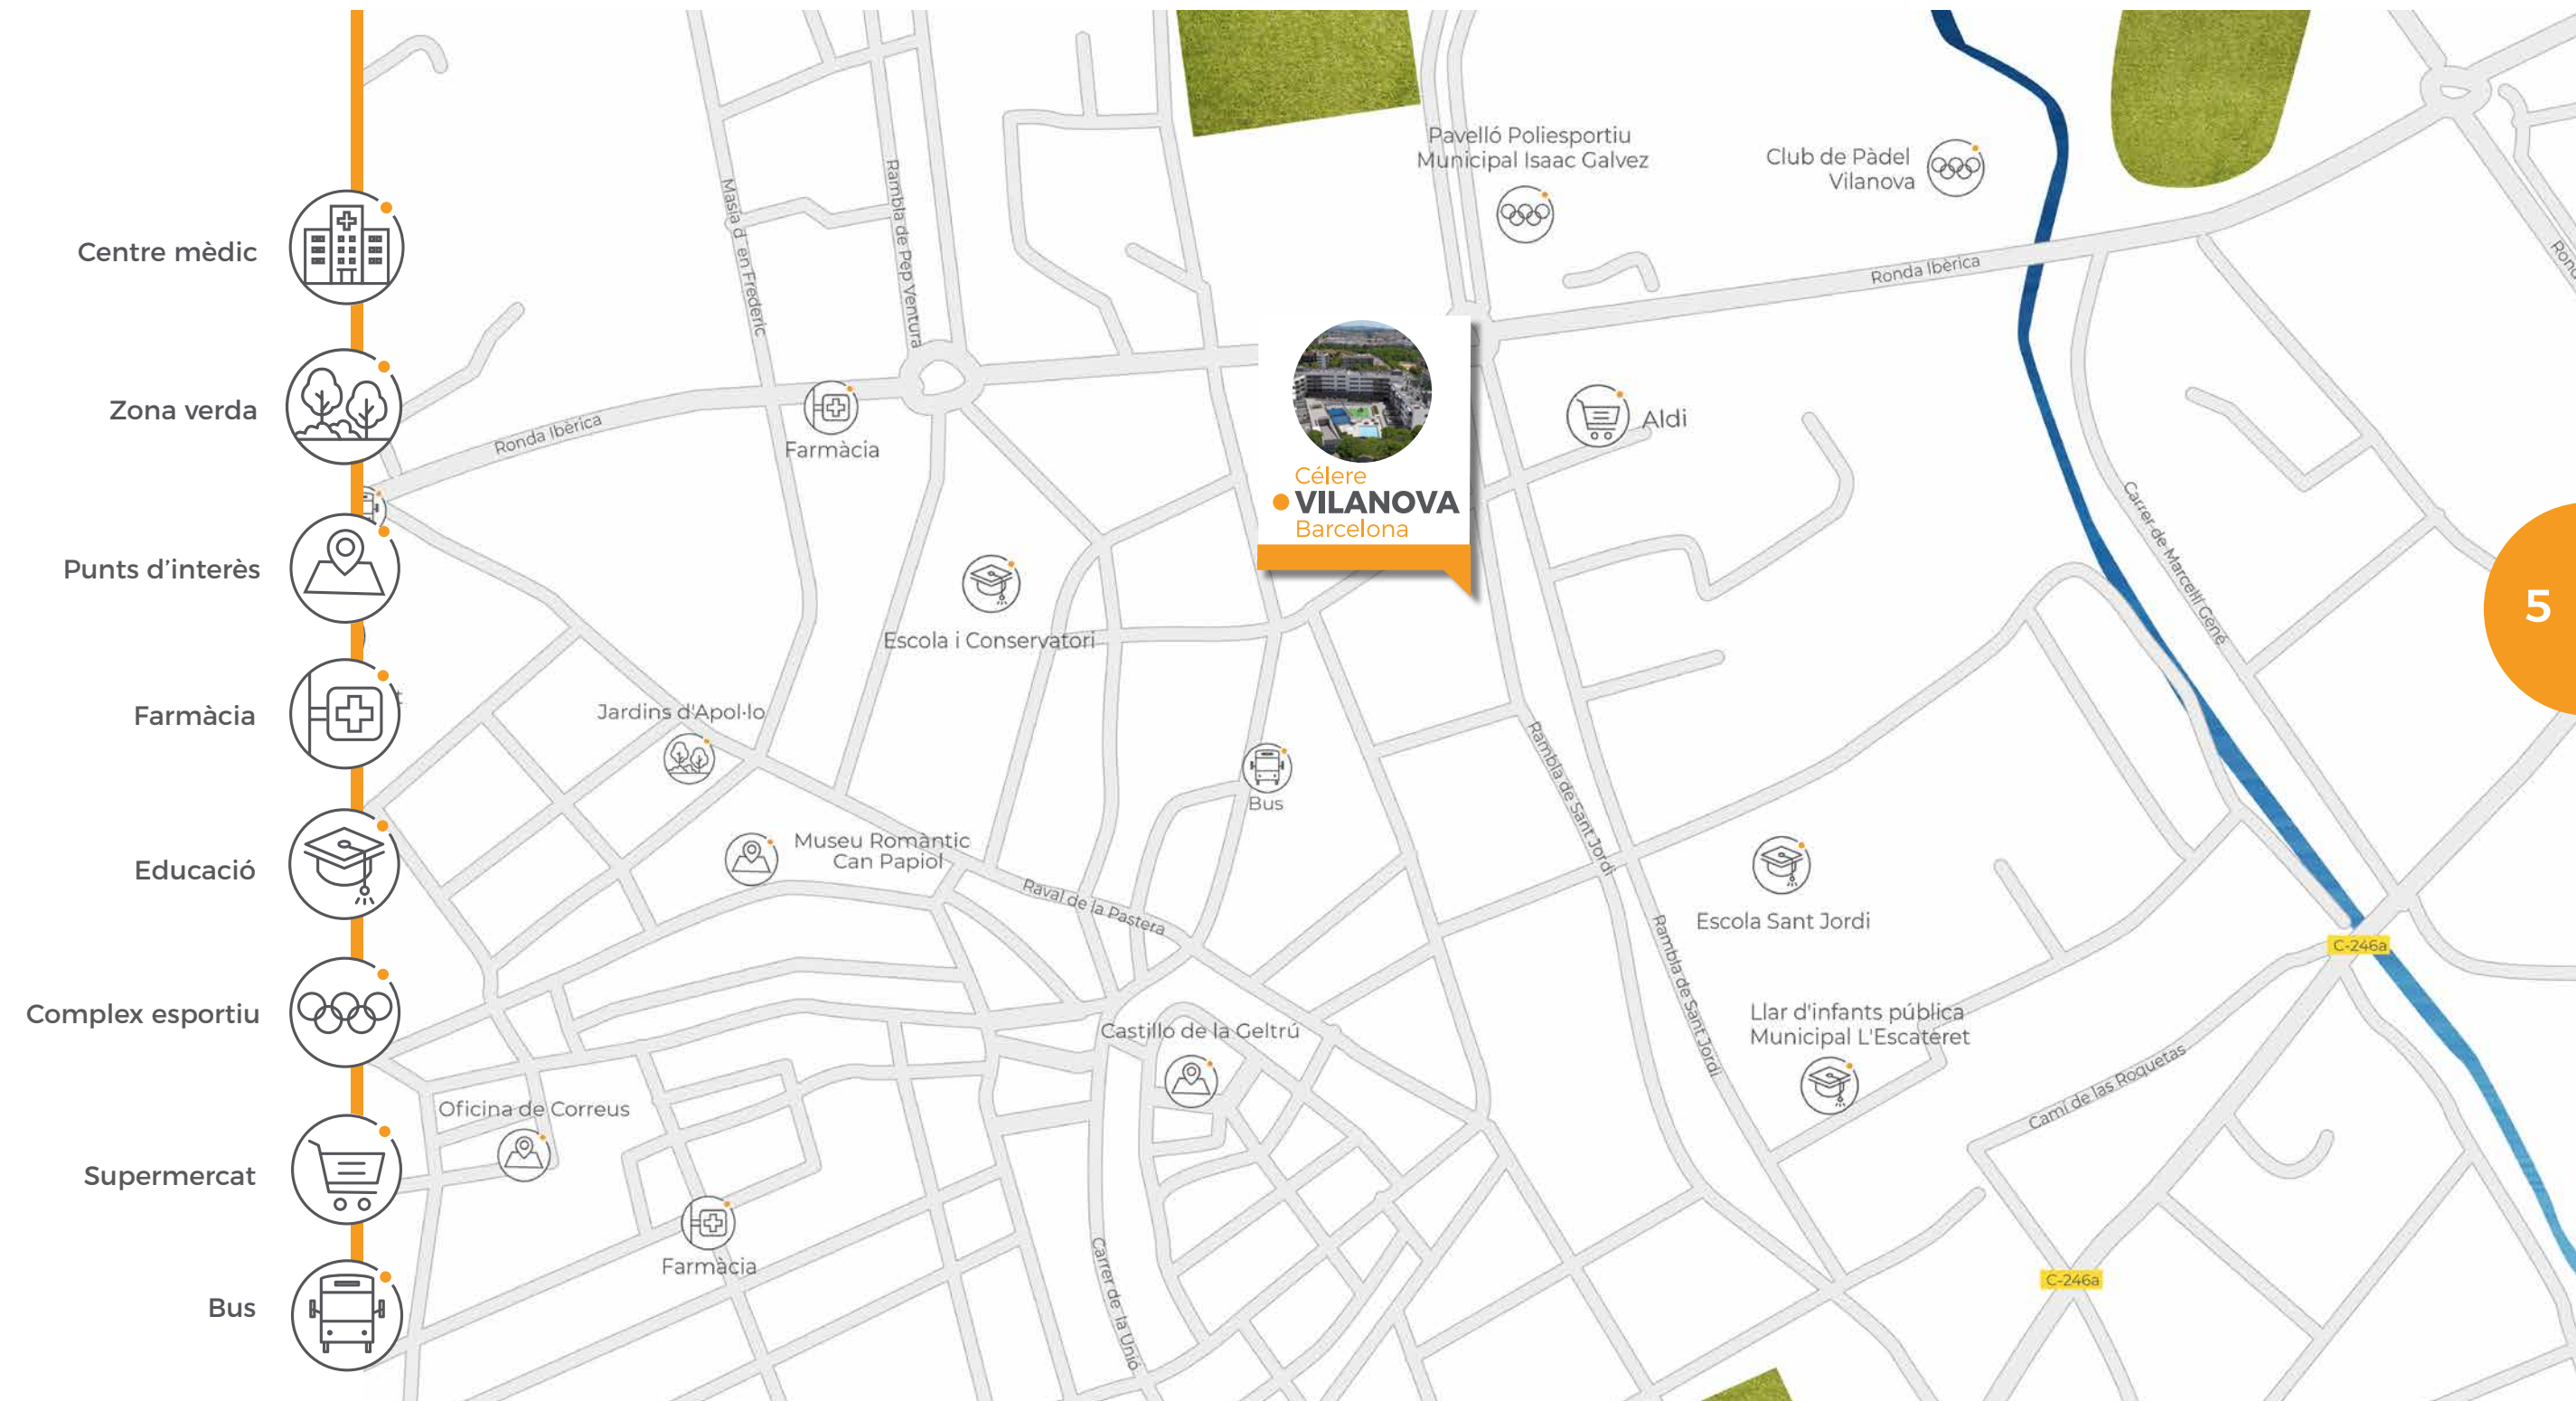 Centre mèdic
Zona verda
Punts d'interès
Farmàcia
Educació
Complex esportiu
Supermercat
Bus
Pavelló Poliesportiu
Municipal Isaac Galvez
Club de Pàdel
Vilanova
Masia d´en Frederic
Rambla de Pep Ventura
Ronda Ibèrica
Ronda Ibèrica
Farmàcia
Célere
VILANOVA
Barcelona
Aldi
Carrer de Marcel·lí Gené
5
Escola i Conservatori
Jardins d'Apol·lo
Bus
Rambla de Sant Jordi
Museu Romàntic
Can Papiol
Raval de la Pastera
Escola Sant Jordi
Rambla de Sant Jordi
C-246a
Llar d'infants pública
Municipal L'Escateret
Castillo de la Geltrú
Camí de las Roquetas
Oficina de Correus
Farmàcia
Carrer de la Unió
C-246a